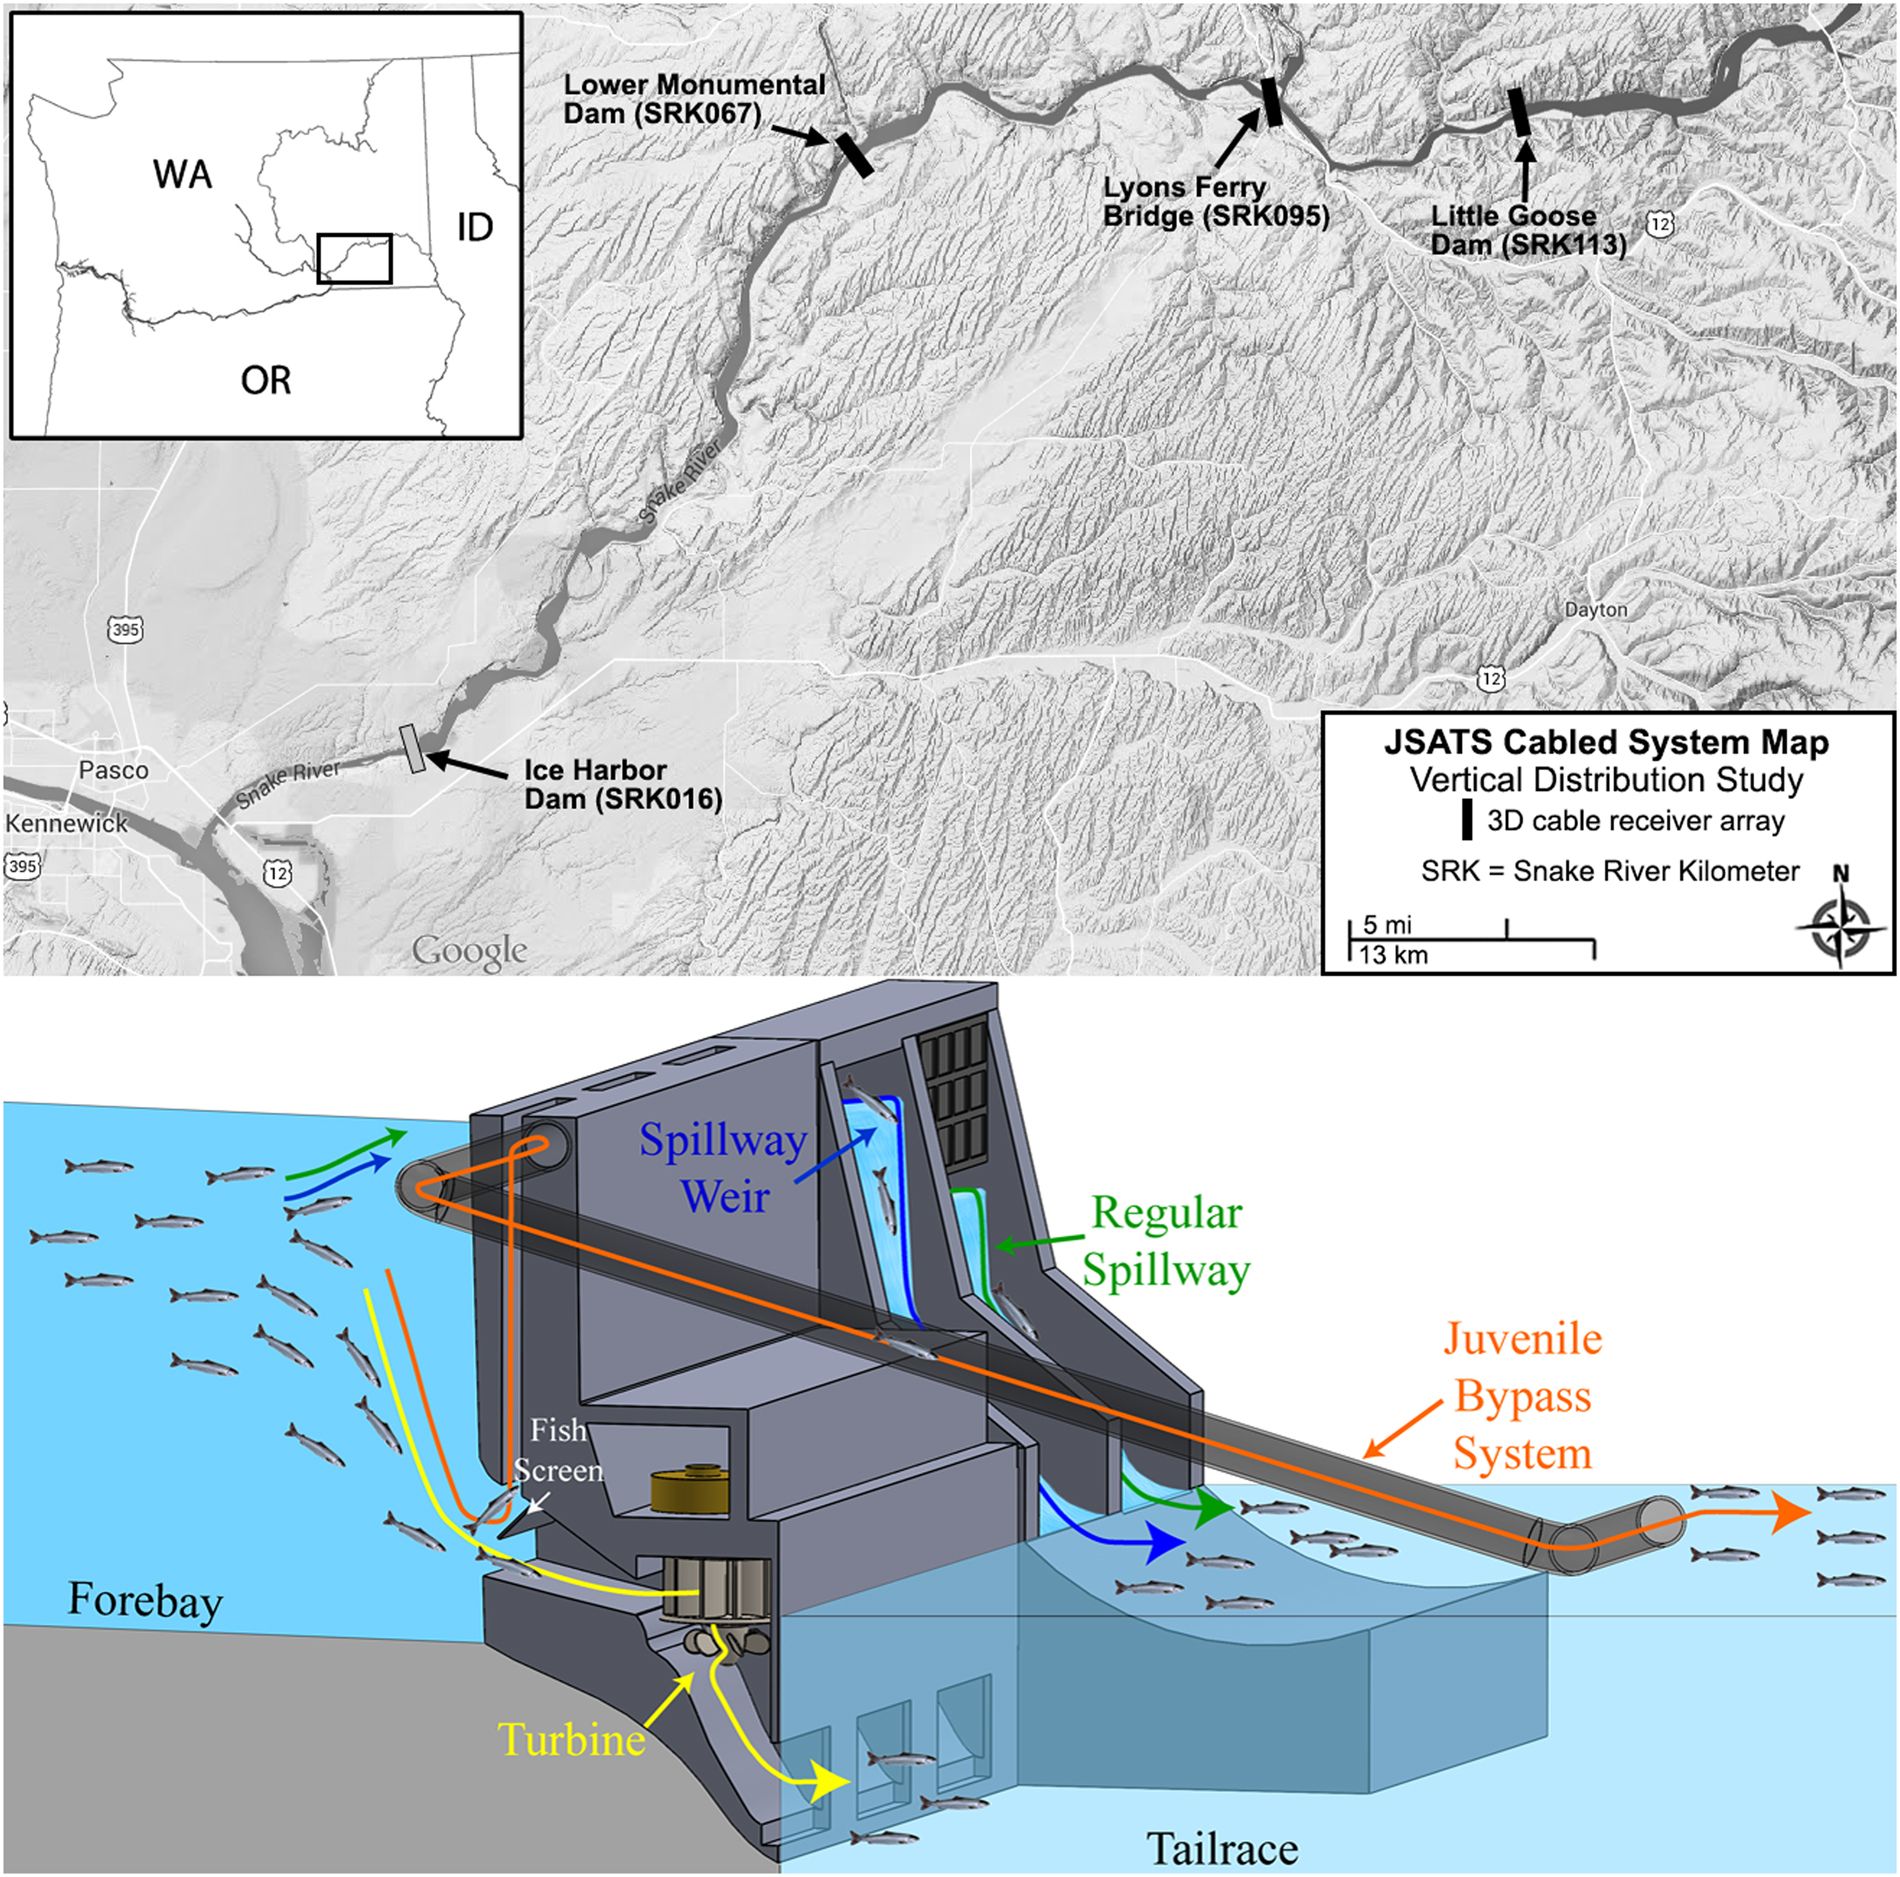 WA
ID
OR
Lower Monumental
Dam (SRK067)
Lyons Ferry
Bridge (SRK095)
Little Goose
Dam (SRK113)
12
Snake River
395
Dayton
12
Pasco
Snake River
Ice Harbor
Dam (SRK016)
Kennewick
395
12
Google
JSATS Cabled System Map
Vertical Distribution Study
3D cable receiver array
SRK = Snake River Kilometer
N
5 mi
13 km
Spillway
Weir
Regular
Spillway
Juvenile
Bypass
System
Fish
Screen
Forebay
Turbine
Tailrace